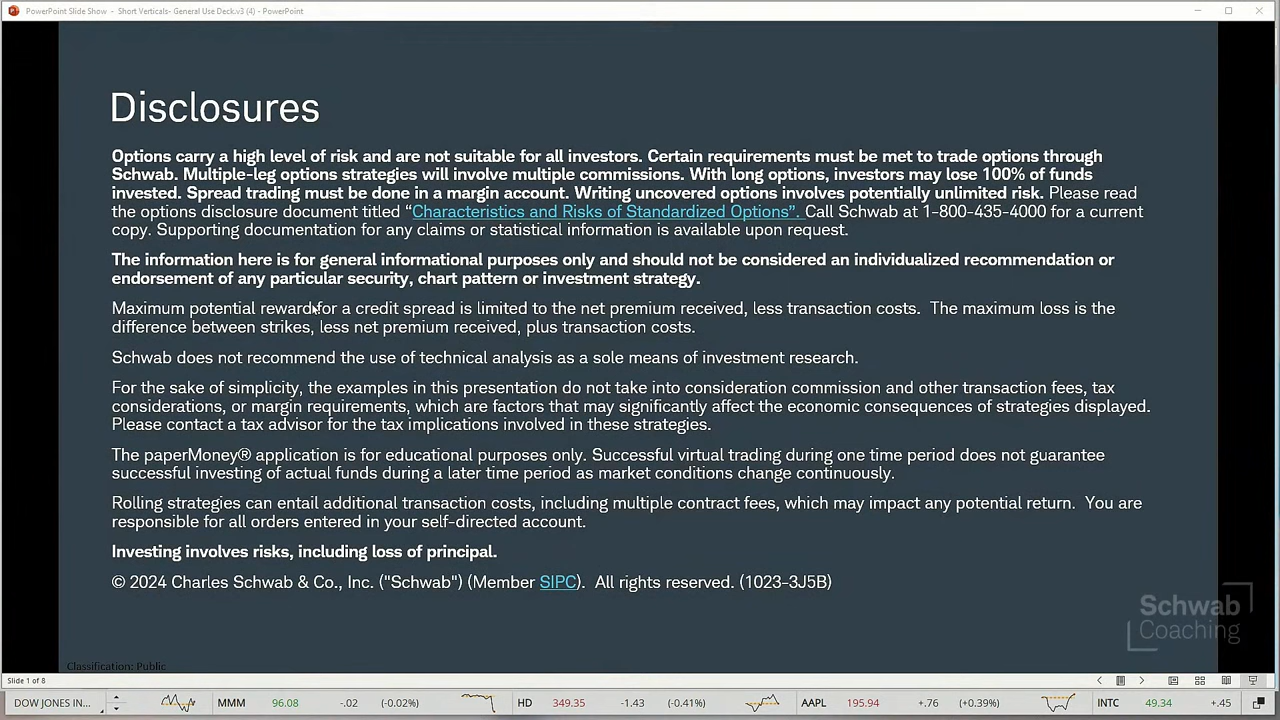 PowerPoint Slide Show - Short Verticals- General Use Deck.v3 (4) - PowerPoint
Disclosures
Options carry a high level of risk and are not suitable for all investors. Certain requirements must be met to trade options through
Schwab. Multiple-leg options strategies will involve multiple commissions. With long options, investors may lose 100% of funds
invested. Spread trading must be done in a margin account. Writing uncovered options involves potentially unlimited risk. Please read
the options disclosure document titled “Characteristics and Risks of Standardized Options”. Call Schwab at 1-800-435-4000 for a current
copy. Supporting documentation for any claims or statistical information is available upon request.
The information here is for general informational purposes only and should not be considered an individualized recommendation or
endorsement of any particular security, chart pattern or investment strategy.
Maximum potential reward for a credit spread is limited to the net premium received, less transaction costs. The maximum loss is the
difference between strikes, less net premium received, plus transaction costs.
Schwab does not recommend the use of technical analysis as a sole means of investment research.
For the sake of simplicity, the examples in this presentation do not take into consideration commission and other transaction fees, tax
considerations, or margin requirements, which are factors that may significantly affect the economic consequences of strategies displayed.
Please contact a tax advisor for the tax implications involved in these strategies.
The paperMoney® application is for educational purposes only. Successful virtual trading during one time period does not guarantee
successful investing of actual funds during a later time period as market conditions change continuously.
Rolling strategies can entail additional transaction costs, including multiple contract fees, which may impact any potential return. You are
responsible for all orders entered in your self-directed account.
Investing involves risks, including loss of principal.
© 2024 Charles Schwab & Co., Inc. ("Schwab") (Member SIPC). All rights reserved. (1023-3J5B)
Schwab
Coaching
Classification: Public
Slide 1 of 8
DOW JONES IN... MMM 96.08 -.02 (-0.02%) HD 349.35 -1.43 (-0.41%) AAPL 195.94 +.76 (+0.39%) INTC 49.34 +.45